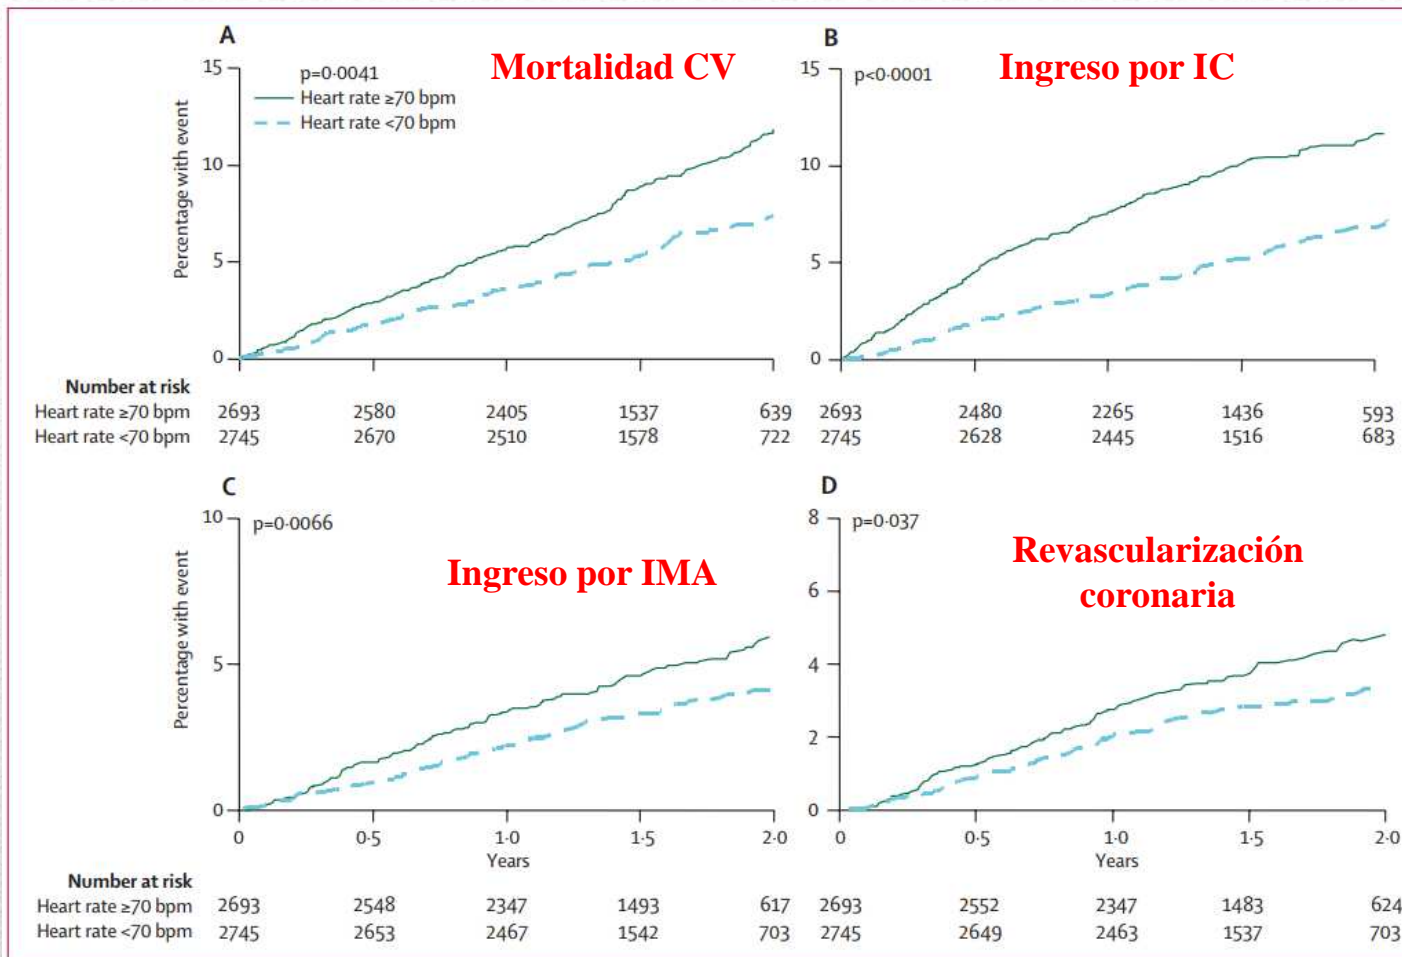 A
Mortalidad CV
p=0·0041
Heart rate ≥70 bpm
Heart rate <70 bpm
Percentage with event
15
10
5
0
B
Ingreso por IC
p<0·0001
15
10
5
0
Number at risk
Heart rate ≥70 bpm 2693 2580 2405 1537 639 2693 2480 2265 1436 593
Heart rate <70 bpm 2745 2670 2510 1578 722 2745 2628 2445 1516 683
C
p=0·0066
Ingreso por IMA
Percentage with event
10
5
0
0 0·5 1·0 1·5 2·0
Years
D
p=0·037
Revascularización
coronaria
8
6
4
2
0
0 0·5 1·0 1·5 2·0
Years
Number at risk
Heart rate ≥70 bpm 2693 2548 2347 1493 617 2693 2552 2347 1483 624
Heart rate <70 bpm 2745 2653 2467 1542 703 2745 2649 2463 1537 703